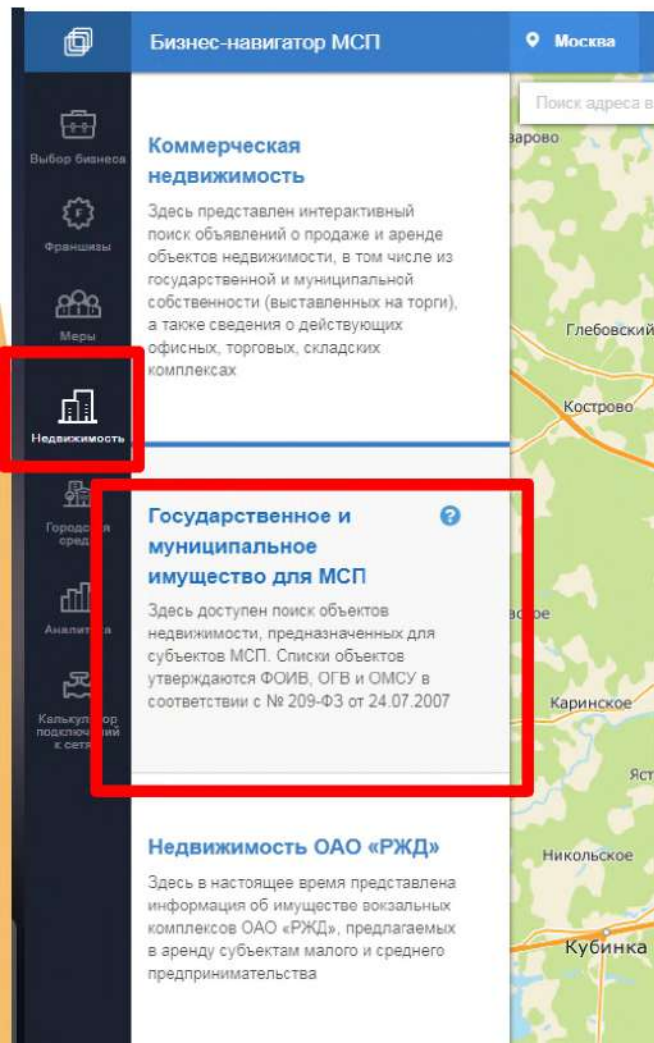 Бизнес-навигатор МСП
Москва
Поиск адреса в
Выбор бизнеса
Франшизы
Меры
Недвижимость
Аналитика
к сет
Коммерческая
недвижимость
Здесь представлен интерактивный
поиск объявлений о продаже и аренде
объектов недвижимости, в том числе из
государственной и муниципальной
собственности (выставленных на торги),
а также сведения о действующих
офисных, торговых, складских
комплексах
Государственное и
муниципальное
имущество для МСП
?
Здесь доступен поиск объектов
недвижимости, предназначенных для
субъектов МСП. Списки объектов
утверждаются ФОИВ, ОГВ и ОМСУ в
соответствии с № 209-ФЗ от 24.07.2007
Недвижимость ОАО «РЖД»
Здесь в настоящее время представлена
информация об имуществе вокзальных
комплексов ОАО «РЖД», предлагаемых
в аренду субъектам малого и среднего
предпринимательства
варово
Глебовский
Кострово
Каринское
Яст
Никольское
Кубинка